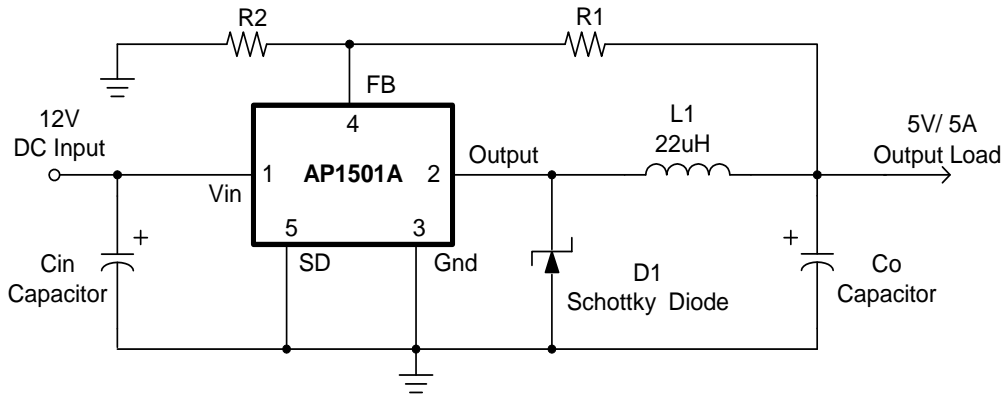 R2
R1
FB
12V
DC Input
4
L1
22uH
5V/ 5A
Output Load
Output
1
AP1501A
2
Vin
5
3
SD
Gnd
+
Cin
Capacitor
D1
Schottky Diode
+
Co
Capacitor